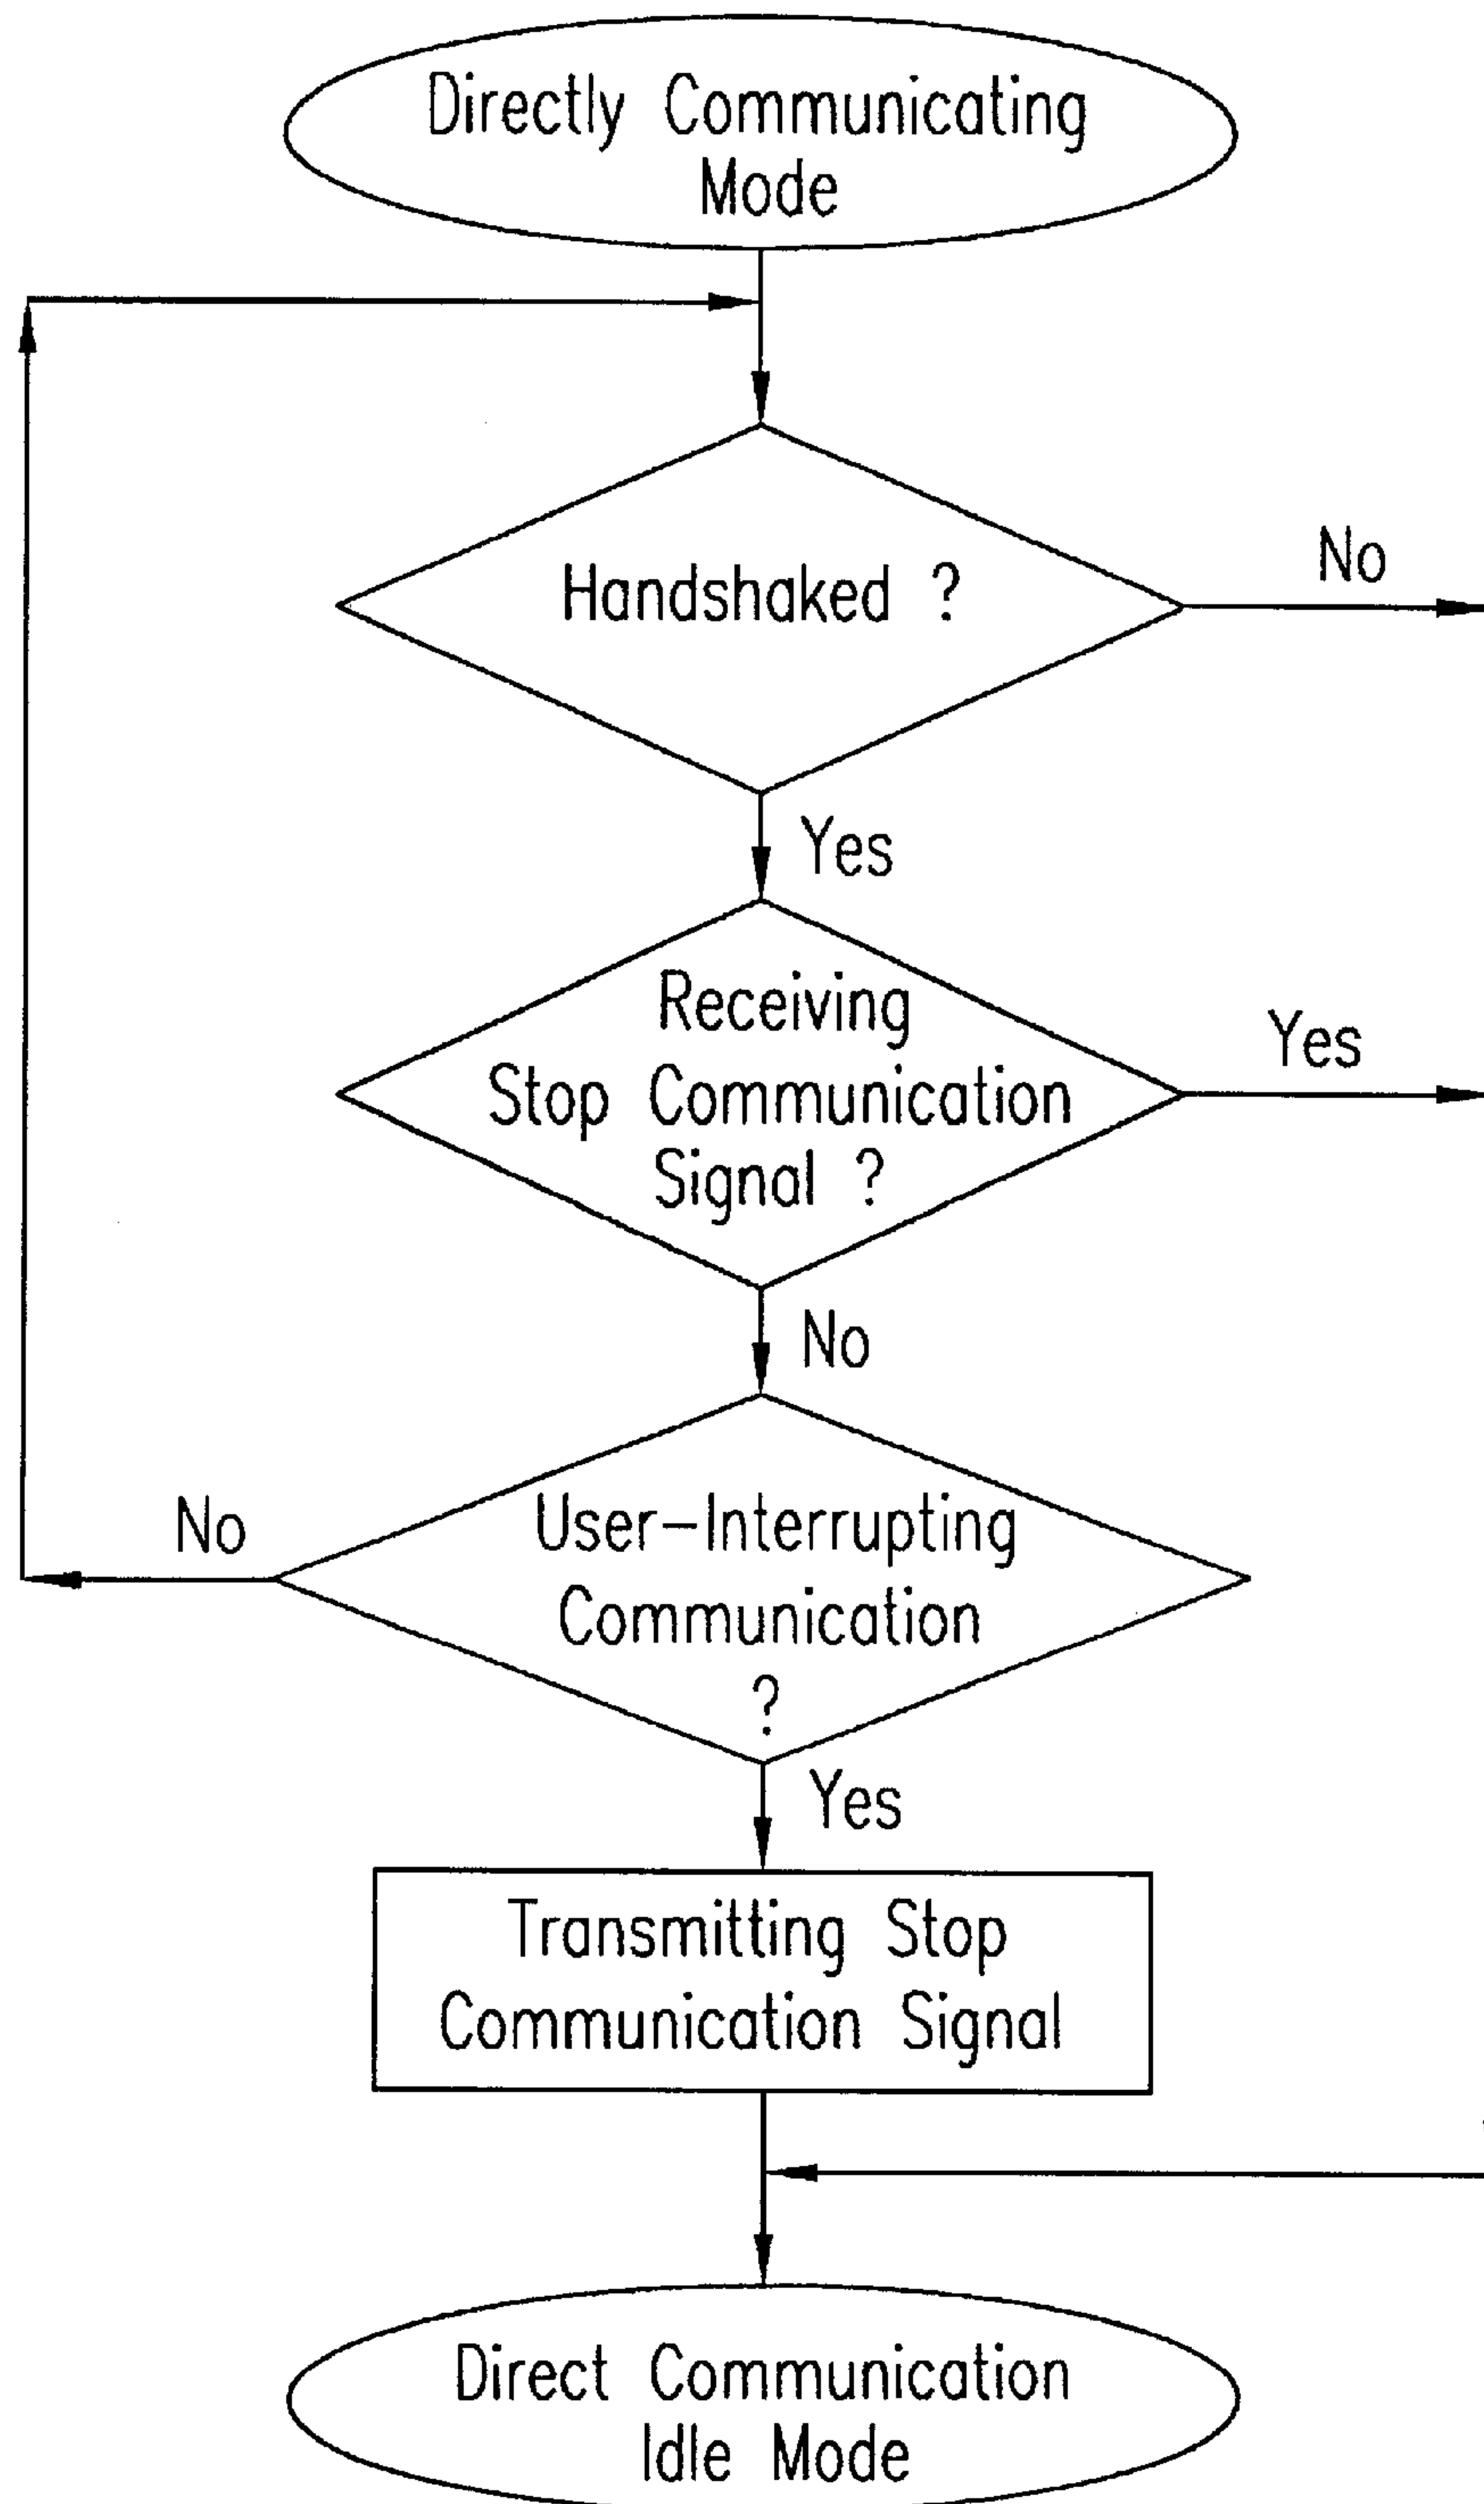 Directly Communicating
Mode
Handshaked ?
No
Yes
Receiving
Stop Communication
Signal ?
Yes
No
User-Interrupting
Communication
?
No
Yes
Transmitting Stop
Communication Signal
Direct Communication
Idle Mode